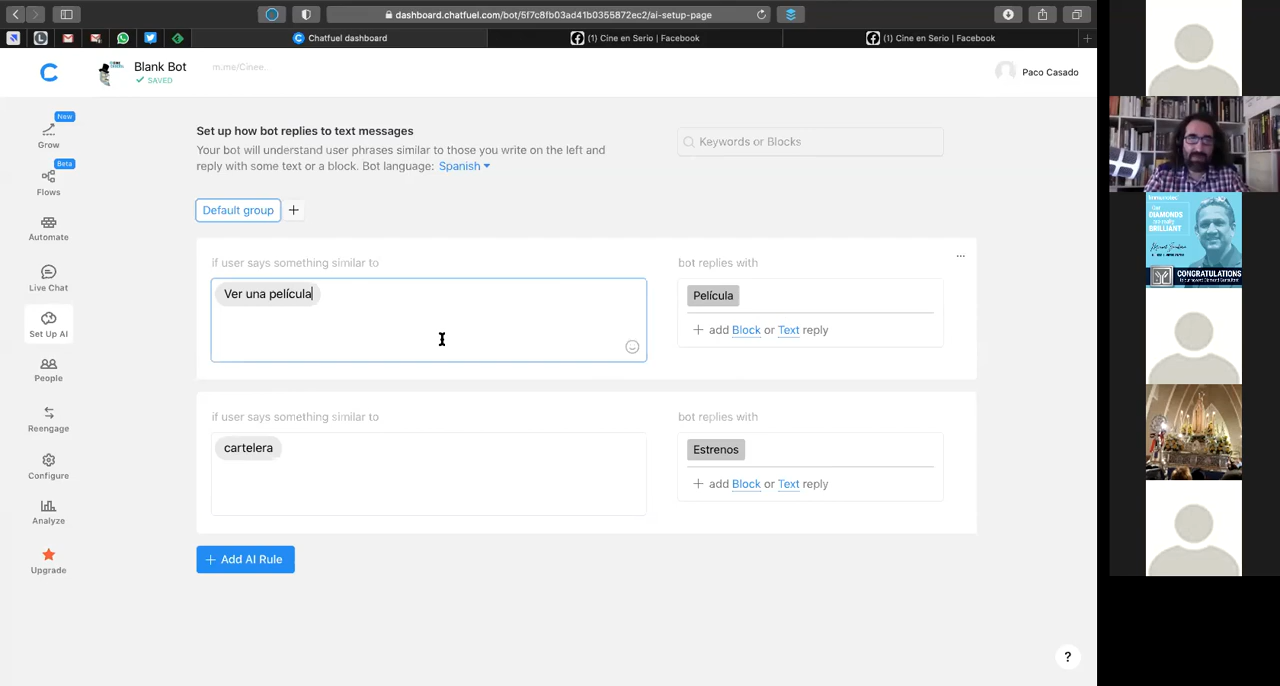 dashboard.chatfuel.com/bot/5f7c8fb03ad41b0355872ec2/ai-setup-page
Chatfuel dashboard
(1) Cine en Serio | Facebook
(1) Cine en Serio | Facebook
Blank Bot
SAVED
m.me/Cinee...
Paco Casado
New
Grow
Beta
Flows
Automate
Live Chat
Set Up AI
People
Reengage
Configure
Analyze
Upgrade
Set up how bot replies to text messages
Your bot will understand user phrases similar to those you write on the left and
reply with some text or a block. Bot language: Spanish
Keywords or Blocks
Default group
+
if user says something similar to
Ver una película
bot replies with
...
Película
+ add Block or Text reply
if user says something similar to
cartelera
bot replies with
Estrenos
+ add Block or Text reply
+ Add AI Rule
?
DIAMONDS
are really
BRILLIANT
CONGRATULATIONS